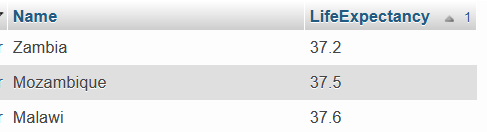 Name LifeExpectancy 1
Zambia 37.2
Mozambique 37.5
Malawi 37.6